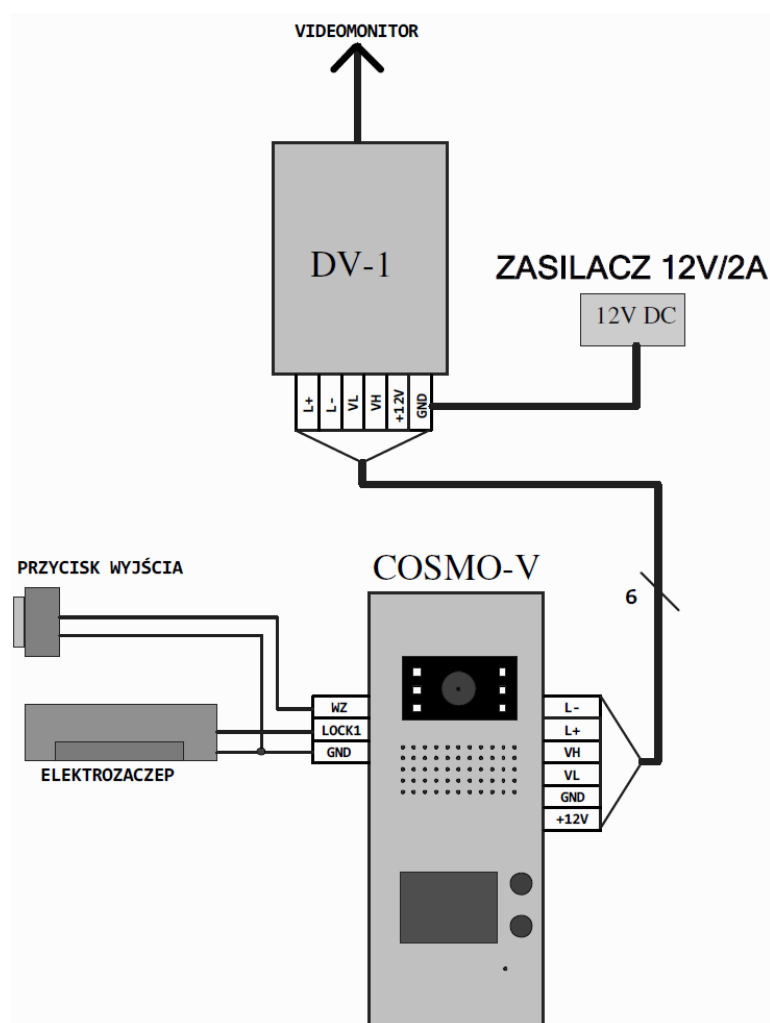 VIDEOMONITOR
DV-1
ZASILACZ 12V/2A
12V DC
L+
L-
VL
VH
+12V
GND
PRZYCISK WYJŚCIA
COSMO-V
6
WZ
LOCK1
GND
ELEKTROZACZEP
L-
L+
VH
VL
GND
+12V